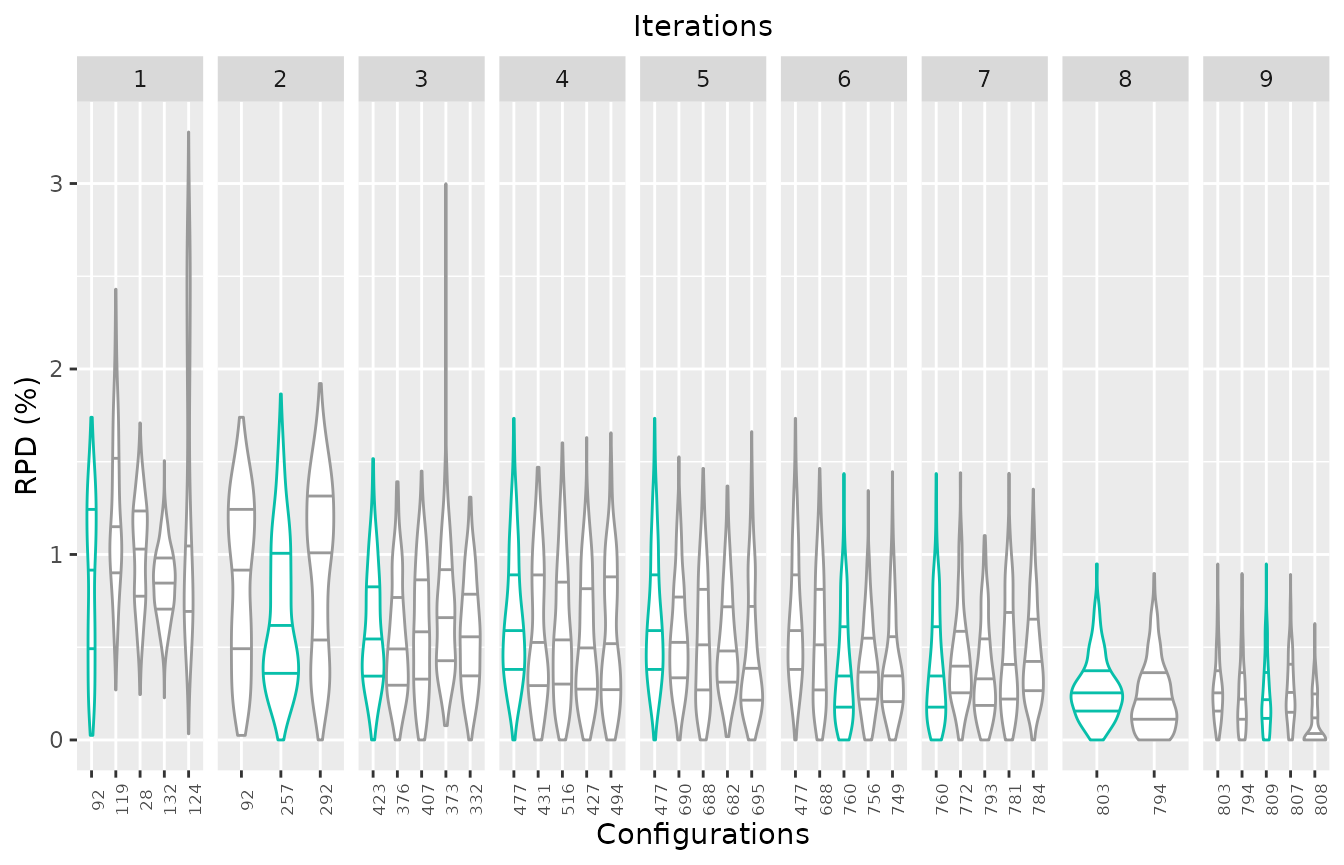 Iterations
1 2 3 4 5 6 7 8 9
RPD (%)
3
2
1
0
92 119 28 132 124 92 257 292 423 376 407 373 332 477 431 516 427 494 477 690 688 682 695 477 688 760 756 749 760 772 793 781 784 803 794 803 794 809 807 808
Configurations